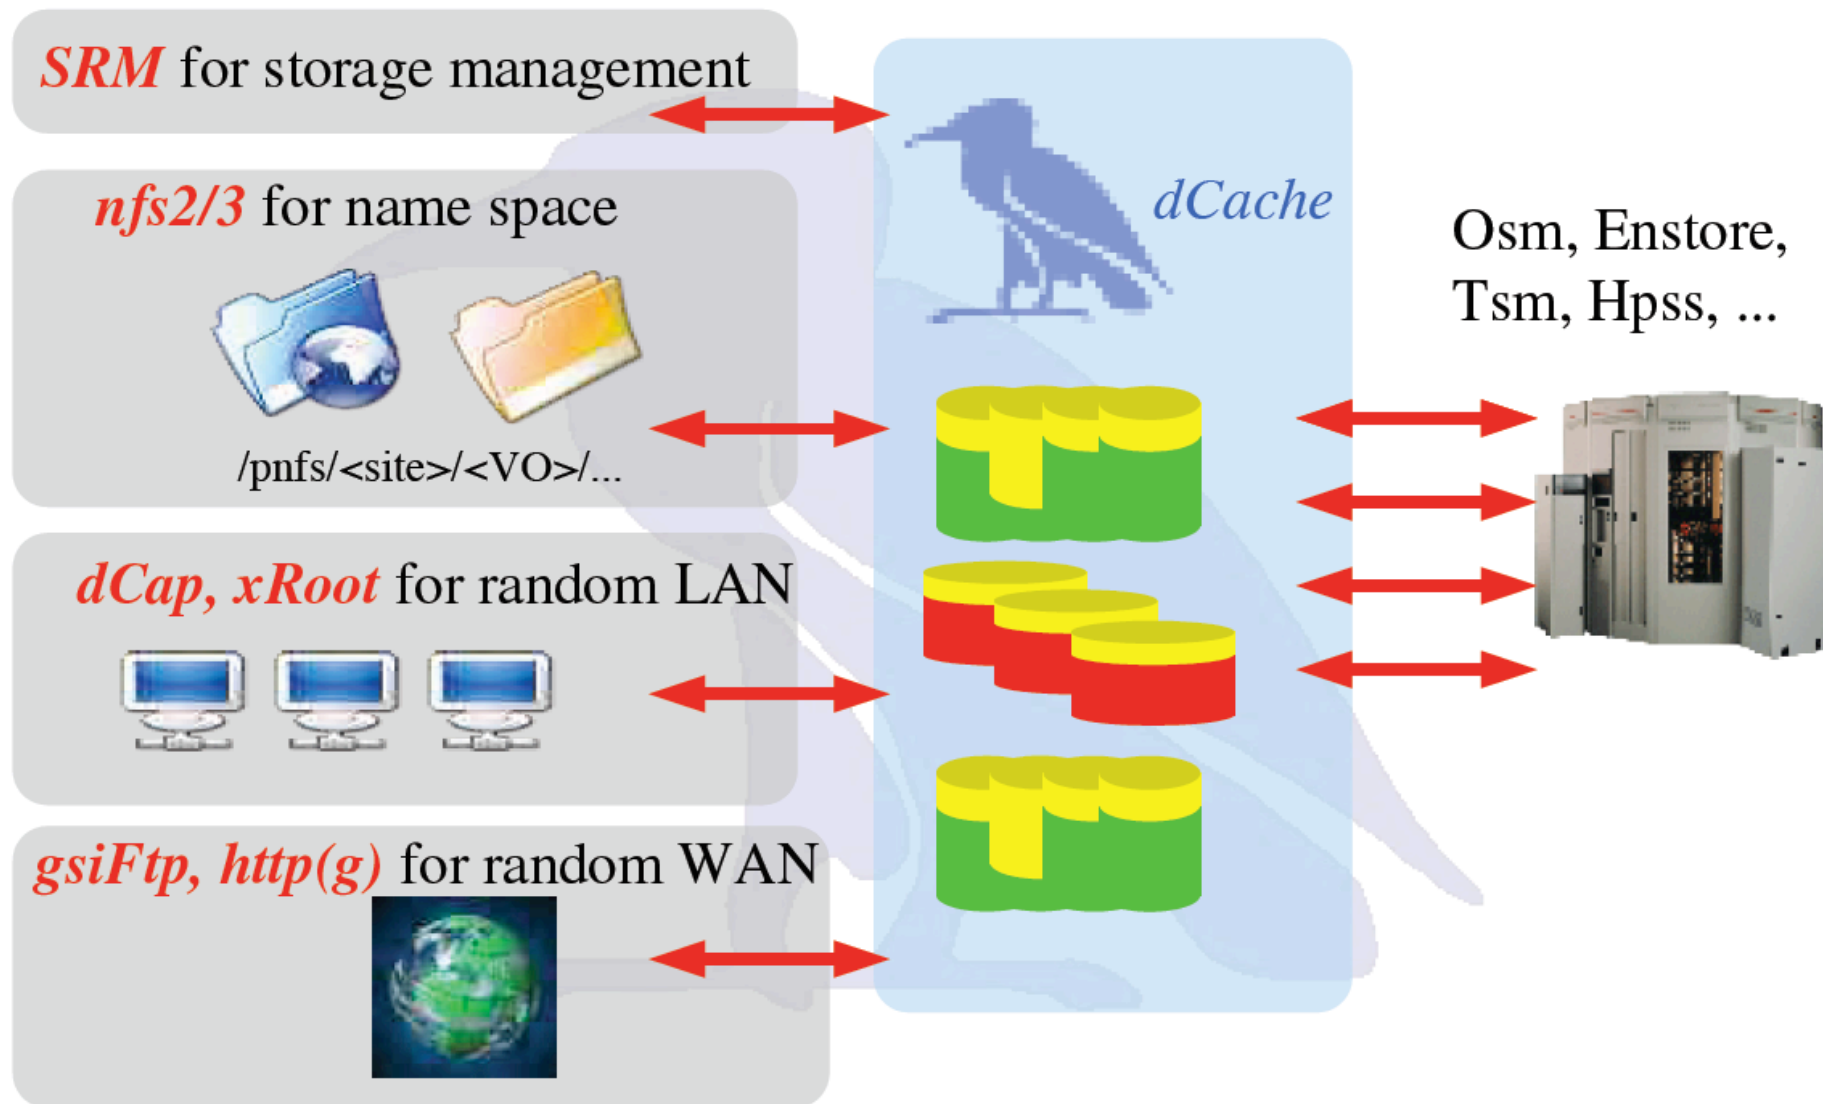 SRM for storage management
nfs2/3 for name space
/pnfs/<site>/<VO>/...
dCap, xRoot for random LAN
gsiFtp, http(g) for random WAN
dCache
Osm, Enstore,
Tsm, Hpss, ...